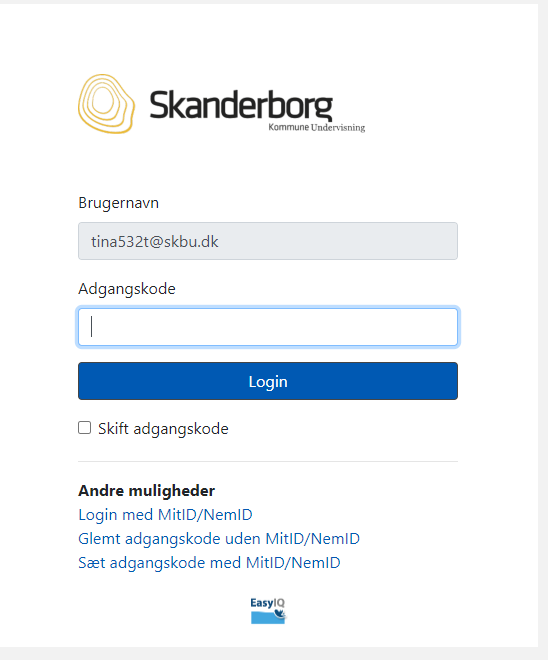 Skanderborg
Kommune Undervisning
Brugernavn
tina532t@skbu.dk
Adgangskode
Login
Skift adgangskode
Andre muligheder
Login med MitID/NemID
Glemt adgangskode uden MitID/NemID
Sæt adgangskode med MitID/NemID
EasyIQ